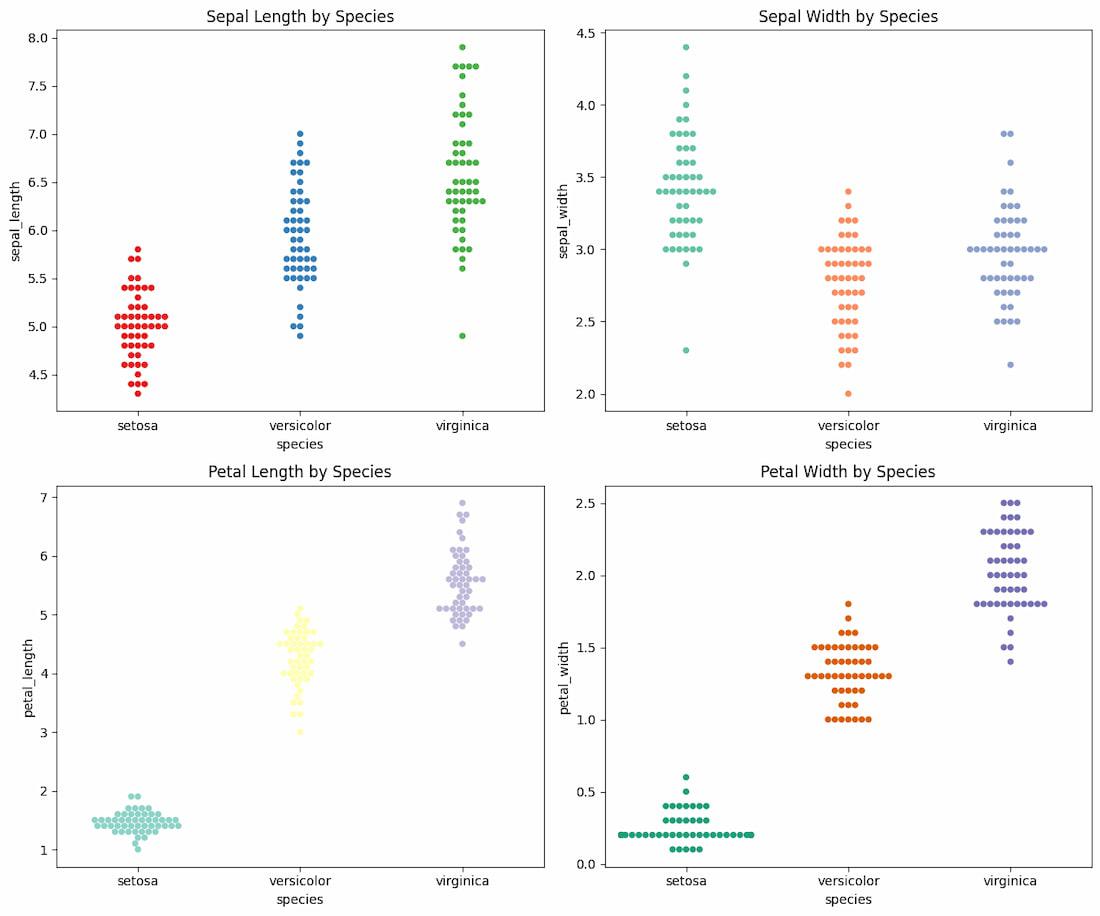 Sepal Length by Species
8.0
7.5
7.0
6.5
6.0
5.5
5.0
4.5
sepal_length
setosa versicolor virginica
species
Sepal Width by Species
4.5
4.0
3.5
3.0
2.5
2.0
sepal_width
setosa versicolor virginica
species
Petal Length by Species
7
6
5
4
3
2
1
petal_length
setosa versicolor virginica
species
Petal Width by Species
2.5
2.0
1.5
1.0
0.5
0.0
petal_width
setosa versicolor virginica
species